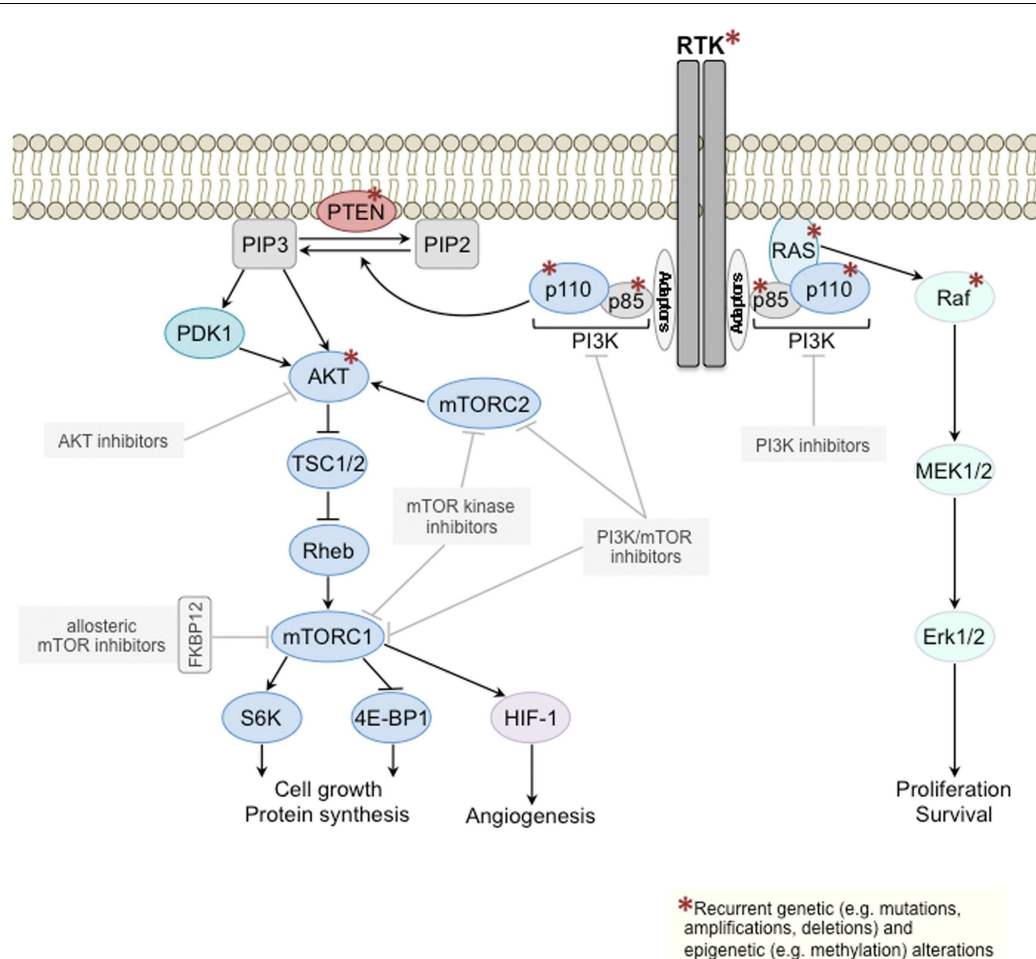 RTK*
PTEN*
PIP3
PIP2
RAS*
Adaptors
Adaptors
p110*
p85*
p85*
p110*
Raf*
PDK1
PI3K
PI3K
AKT*
mTORC2
AKT inhibitors
PI3K inhibitors
TSC1/2
MEK1/2
mTOR kinase
inhibitors
PI3K/mTOR
inhibitors
Rheb
allosteric
mTOR inhibitors
FKBP12
mTORC1
Erk1/2
S6K
4E-BP1
HIF-1
Cell growth
Protein synthesis
Angiogenesis
Proliferation
Survival
*Recurrent genetic (e.g. mutations,
amplifications, deletions) and
epigenetic (e.g. methylation) alterations